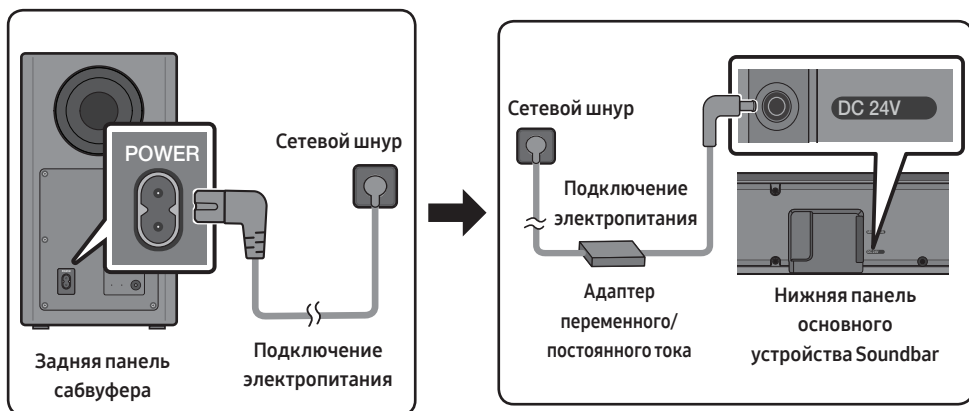 POWER
Сетевой шнур
Задняя панель
сабвуфера
Подключение
электропитания
DC 24V
Сетевой шнур
Подключение
электропитания
Адаптер
переменного/
постоянного тока
Нижняя панель
основного
устройства Soundbar